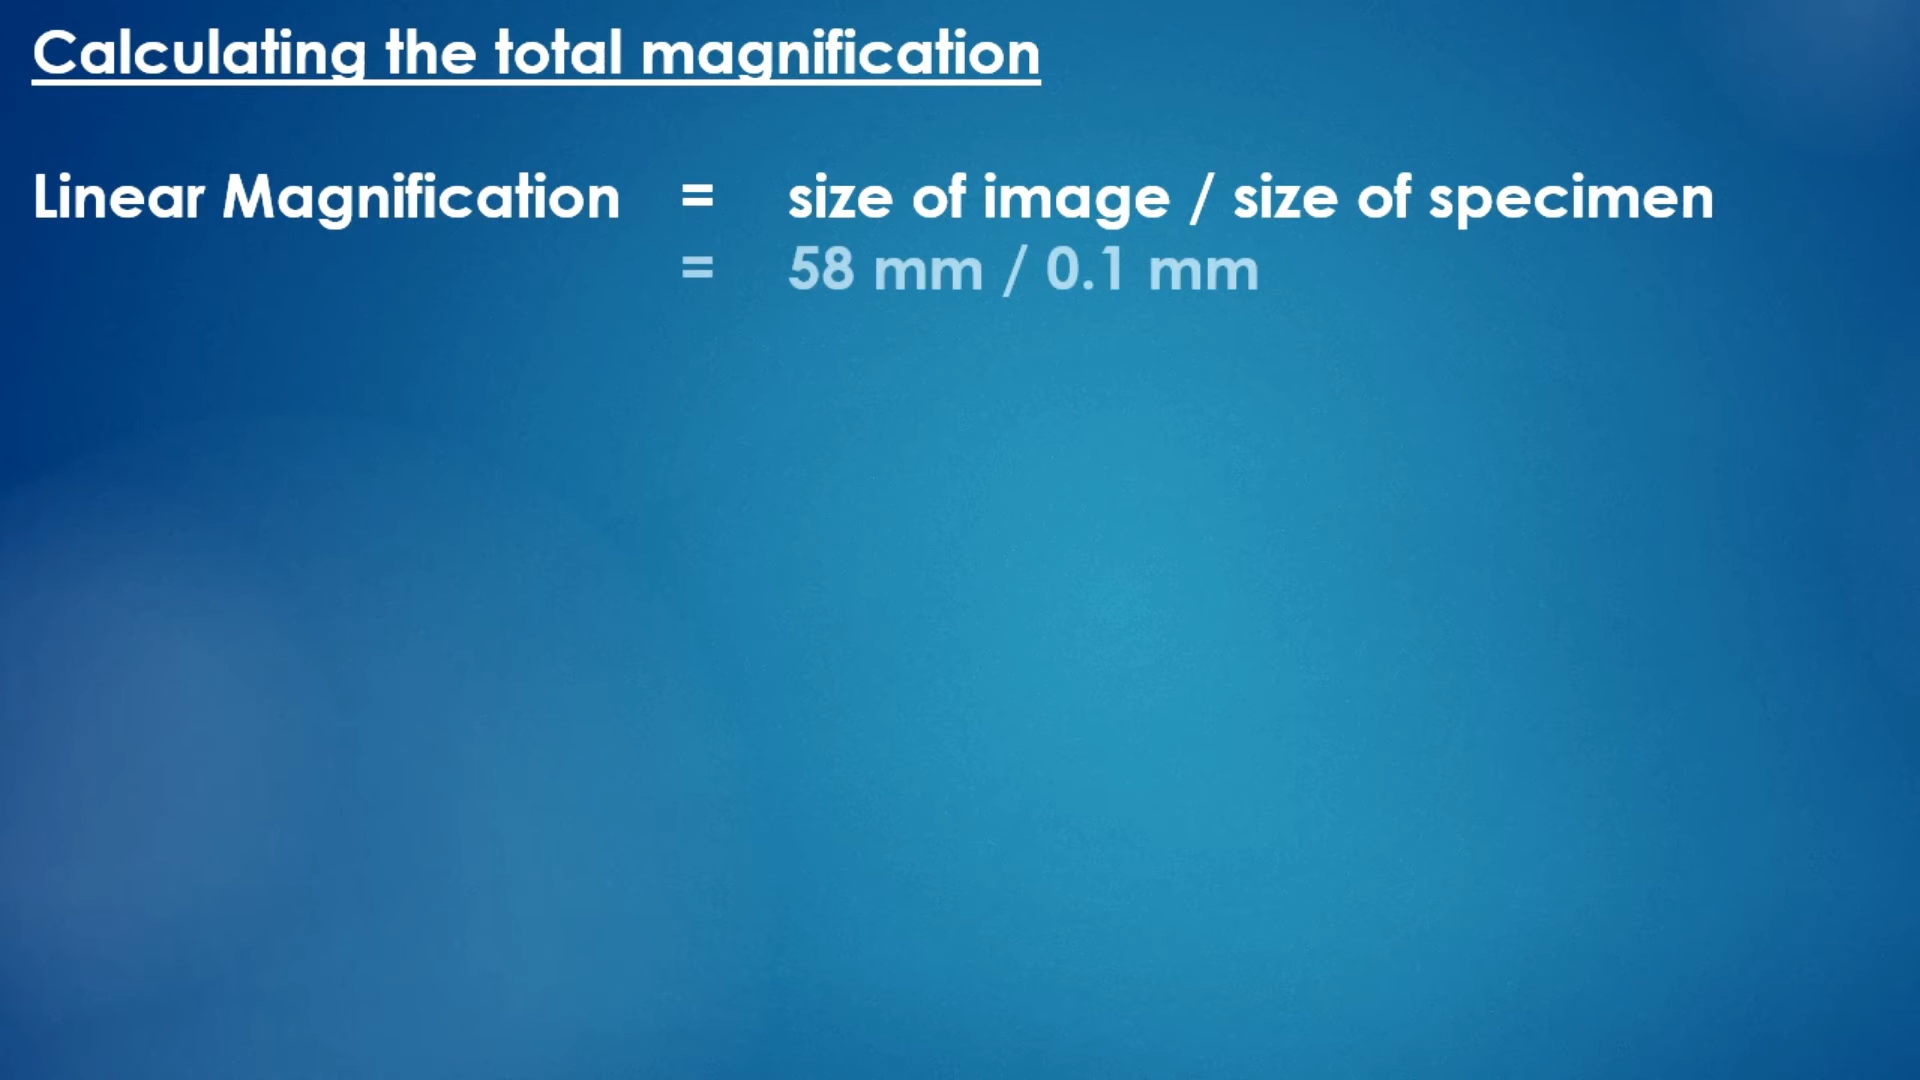 Calculating the total magnification
Linear Magnification = size of image / size of specimen
= 58 mm / 0.1 mm